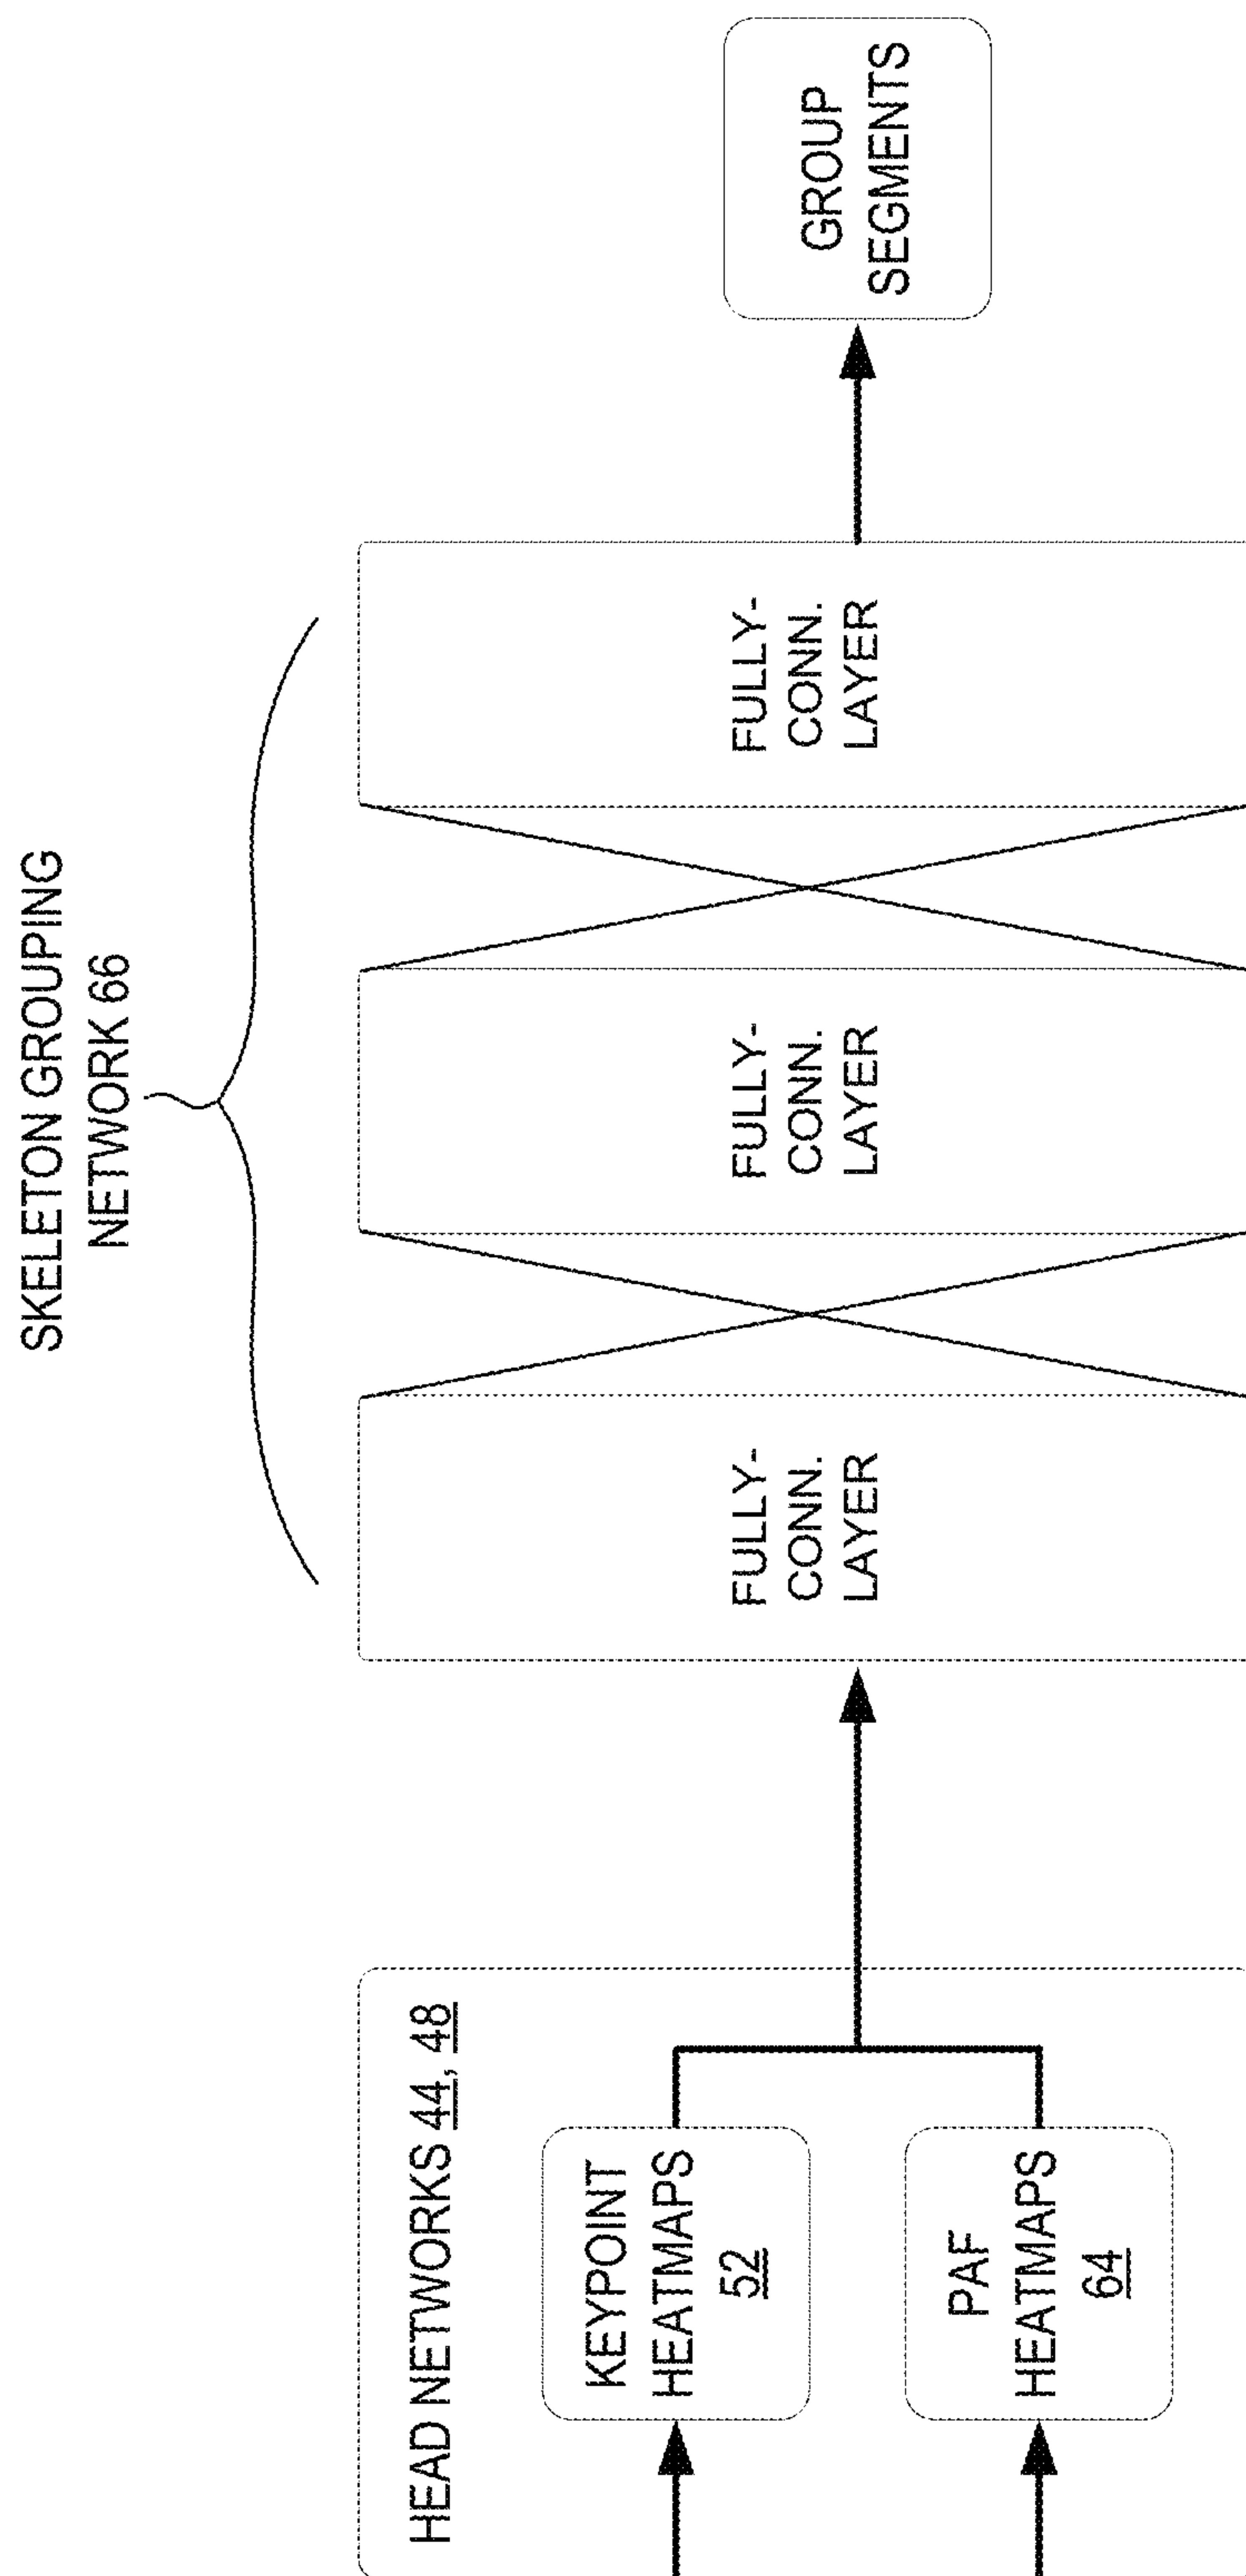 SKELETON GROUPING
NETWORK 66
HEAD NETWORKS 44, 48
KEYPOINT
HEATMAPS
52
PAF
HEATMAPS
64
FULLY-
CONN.
LAYER
FULLY-
CONN.
LAYER
FULLY-
CONN.
LAYER
GROUP
SEGMENTS